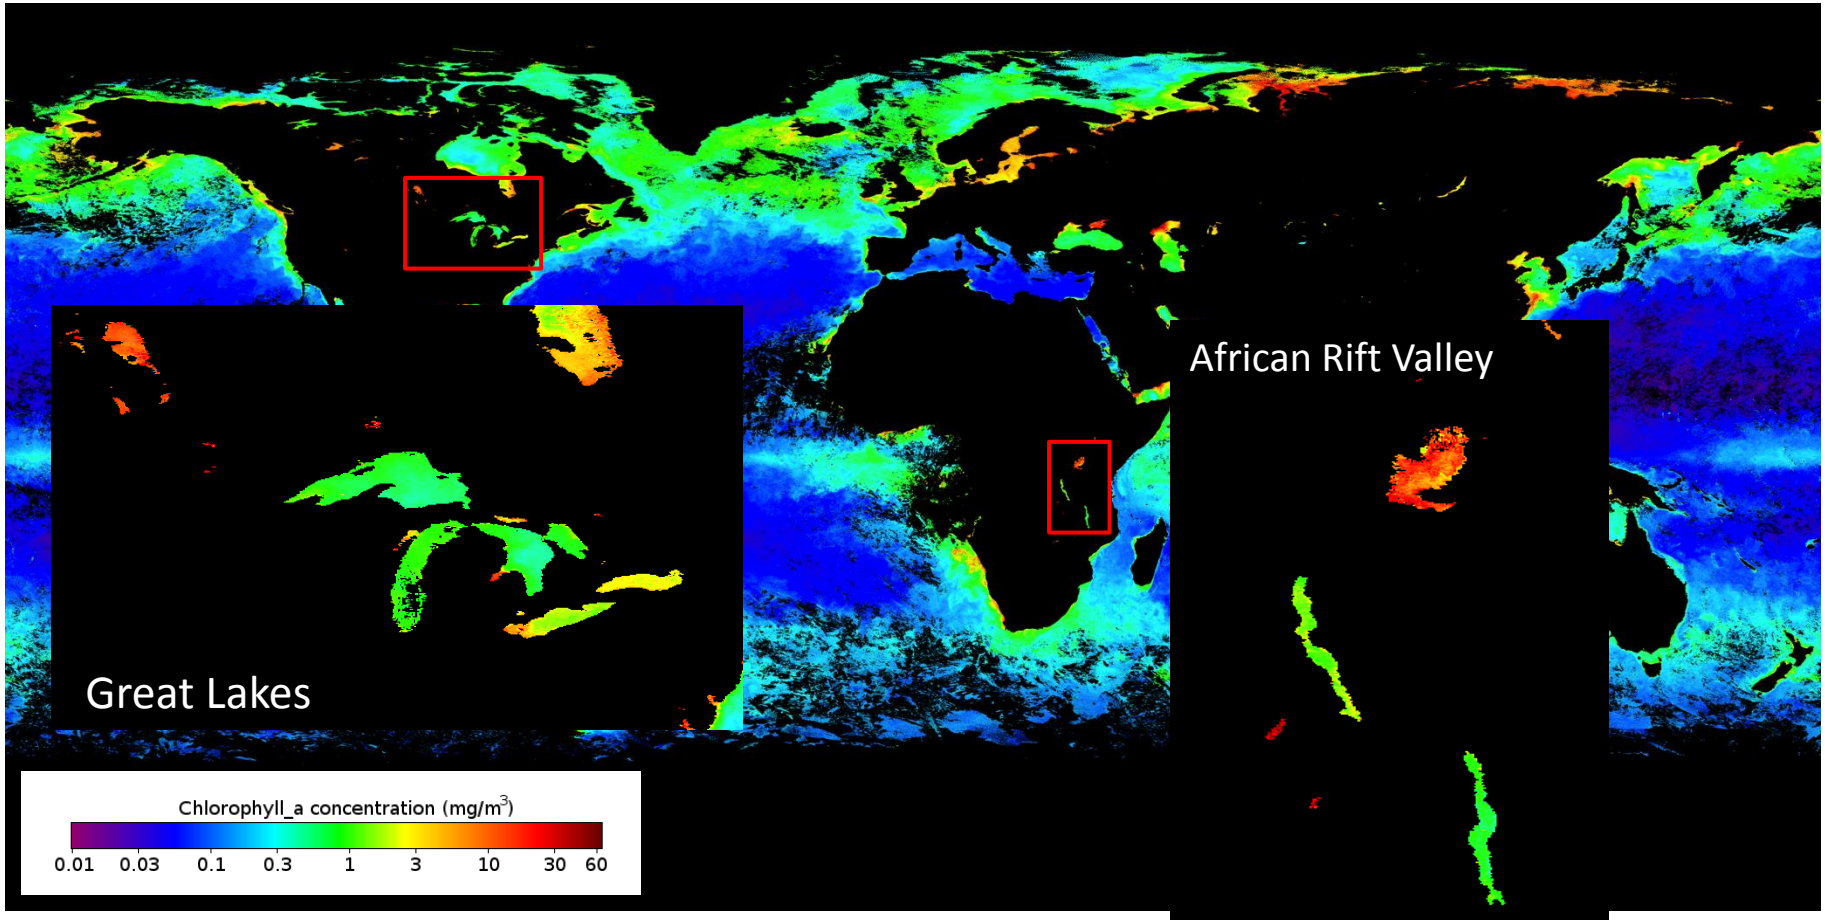 African Rift Valley
Great Lakes
Chlorophyll_a concentration (mg/m³)
0.01 0.03 0.1 0.3 1 3 10 30 60